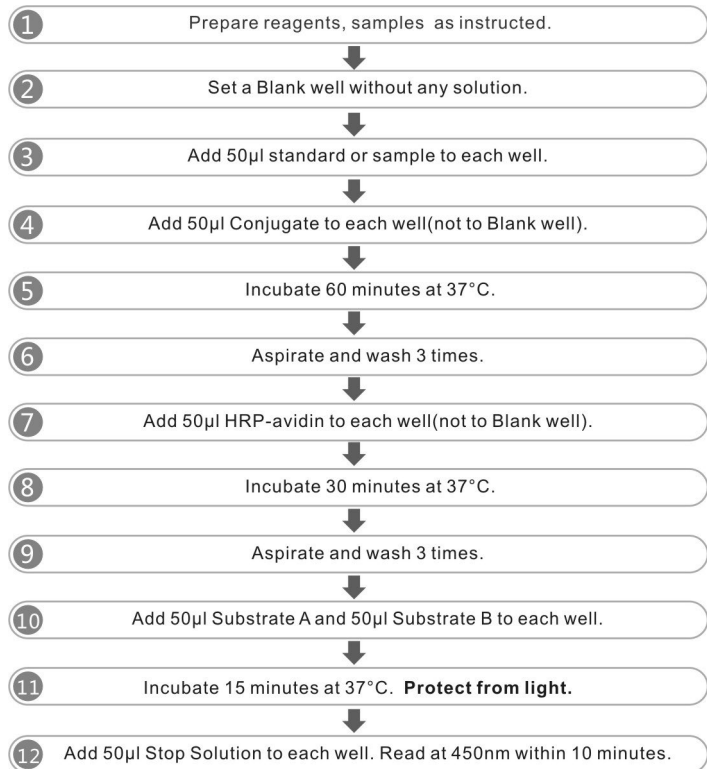 1 Prepare reagents, samples as instructed.
2 Set a Blank well without any solution.
3 Add 50μl standard or sample to each well.
4 Add 50μl Conjugate to each well(not to Blank well).
5 Incubate 60 minutes at 37°C.
6 Aspirate and wash 3 times.
7 Add 50μl HRP-avidin to each well(not to Blank well).
8 Incubate 30 minutes at 37°C.
9 Aspirate and wash 3 times.
10 Add 50μl Substrate A and 50μl Substrate B to each well.
11 Incubate 15 minutes at 37°C. Protect from light.
12 Add 50μl Stop Solution to each well. Read at 450nm within 10 minutes.